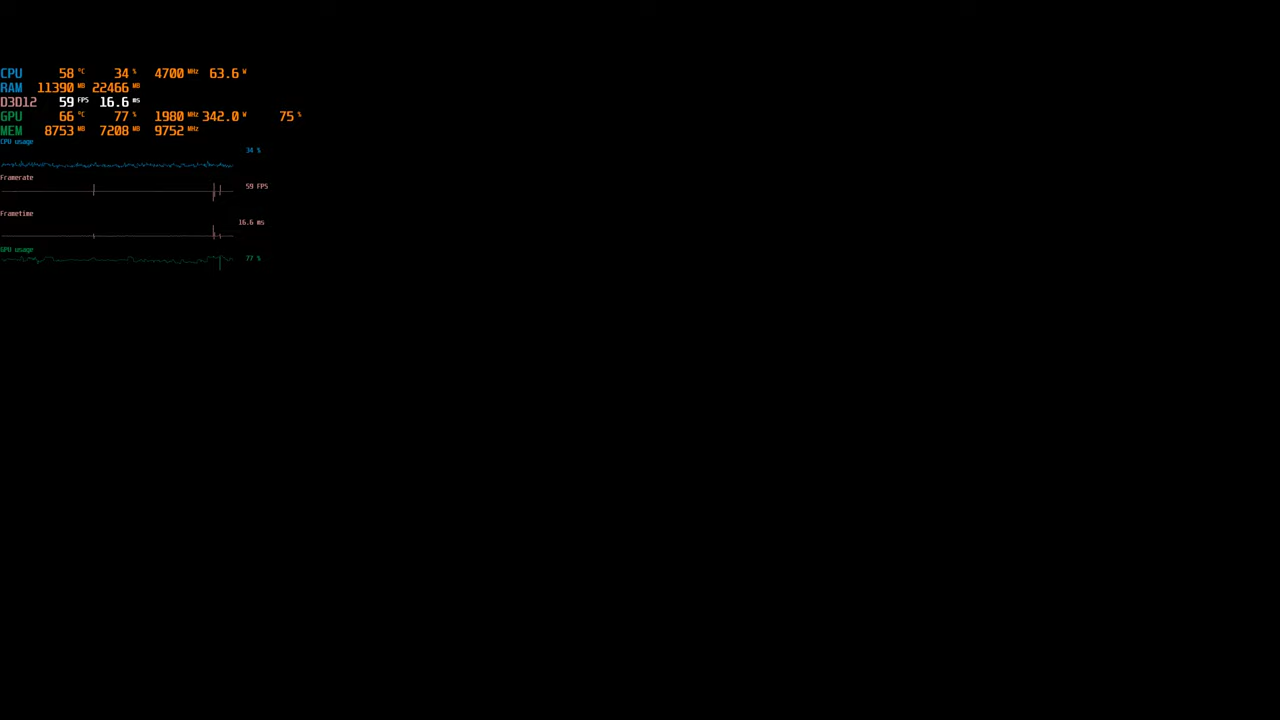 CPU 58 °C 34 % 4700 MHz 63.6 W
RAM 11390 MB 22466 MB
D3D12 59 FPS 16.6 ms
GPU 66 °C 77 % 1980 MHz 342.0 W 75 %
MEM 8753 MB 7208 MB 9752 MHz
CPU usage
34 %
Framerate
59 FPS
Frametime
16.6 ms
GPU usage
77 %